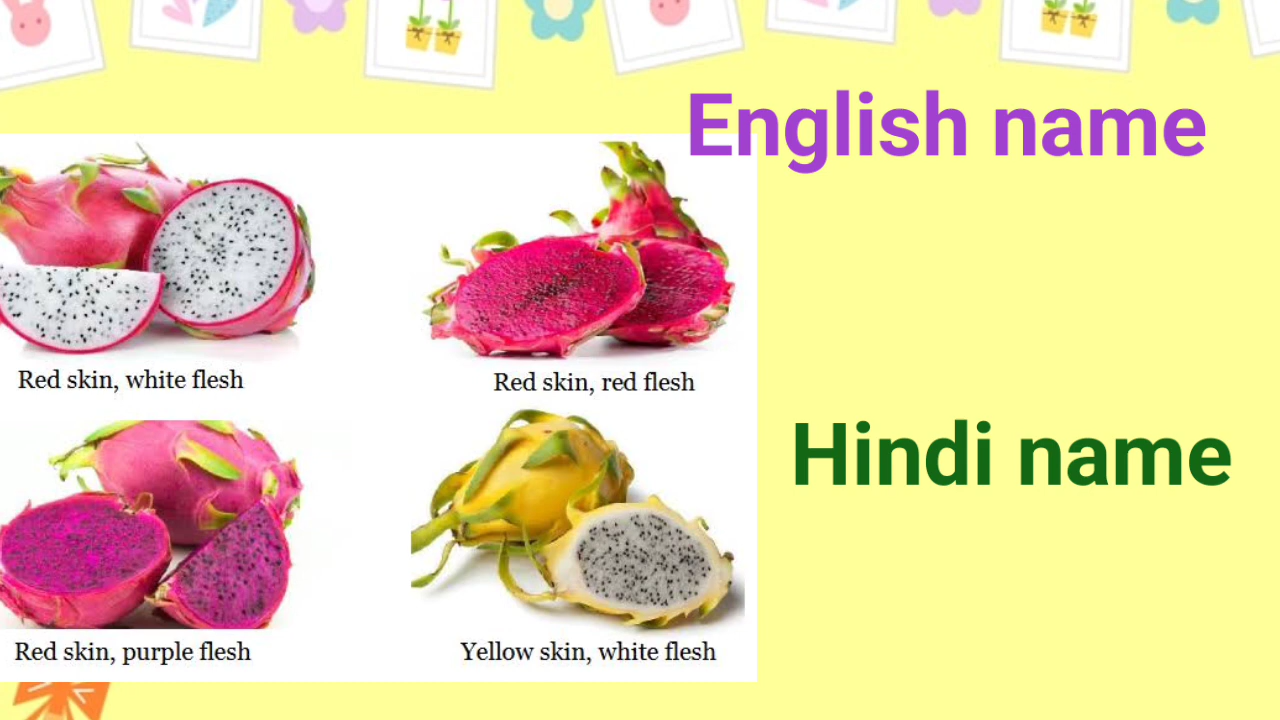 English name
Red skin, white flesh
Red skin, red flesh
Hindi name
Red skin, purple flesh
Yellow skin, white flesh